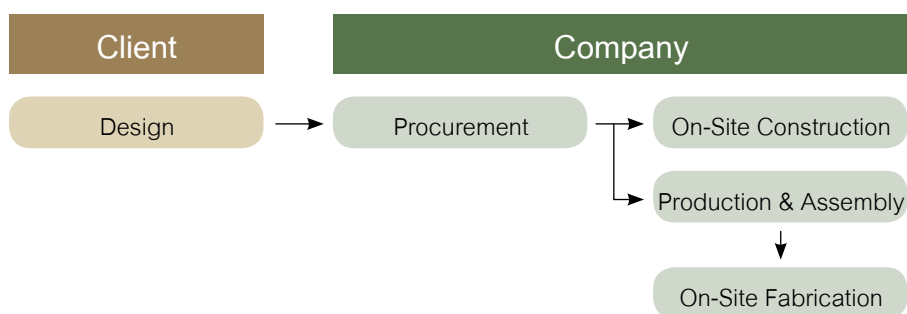 Client
Company
Design
Procurement
On-Site Construction
Production & Assembly
On-Site Fabrication